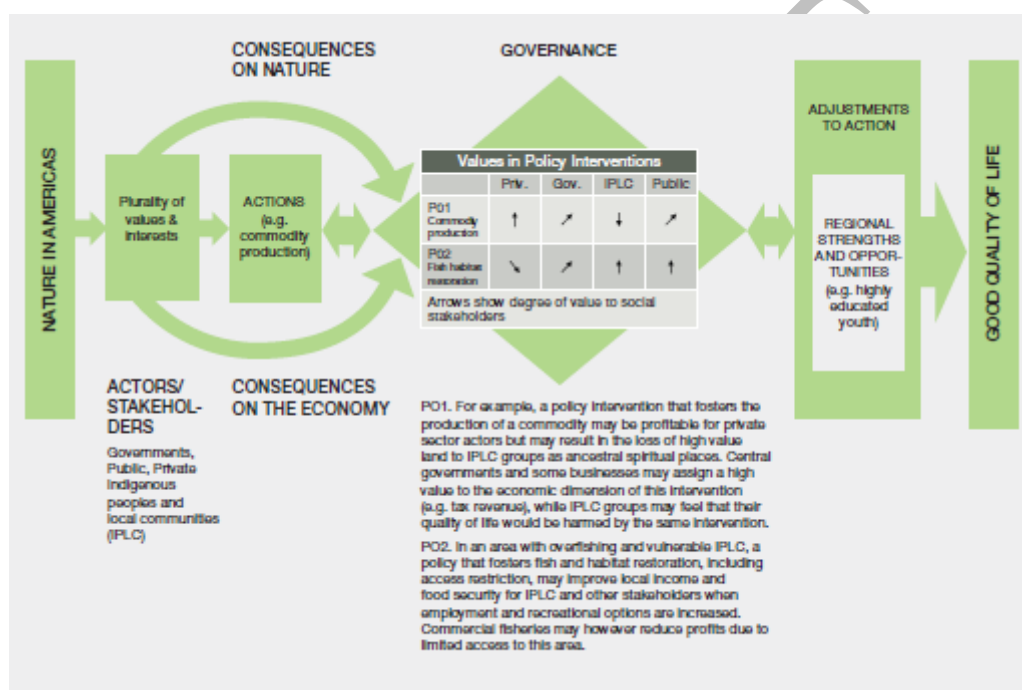 CONSEQUENCES
ON NATURE
GOVERNANCE
NATURE IN AMERICAS
Plurality of
values &
interests
ACTIONS
(e.g.
commodity
production)
Values in Policy Interventions
Priv. Gov. IPLC Public
P01
Commodity
production
↑ ↗ ↓ ↗
P02
Fish habitat
restoration
↘ ↗ ↑ ↑
Arrows show degree of value to social
stakeholders
ADJUSTMENTS
TO ACTION
REGIONAL
STRENGTHS
AND OPPOR-
TUNITIES
(e.g. highly
educated
youth)
GOOD QUALITY OF LIFE
ACTORS/
STAKEHOL-
DERS
Governments,
Public, Private
Indigenous
peoples and
local communities
(IPLC)
CONSEQUENCES
ON THE ECONOMY
PO1. For example, a policy intervention that fosters the
production of a commodity may be profitable for private
sector actors but may result in the loss of high value
land to IPLC groups as ancestral spiritual places. Central
governments and some businesses may assign a high
value to the economic dimension of this intervention
(e.g. tax revenue), while IPLC groups may feel that their
quality of life would be harmed by the same intervention.
PO2. In an area with overfishing and vulnerable IPLC, a
policy that fosters fish and habitat restoration, including
access restriction, may improve local income and
food security for IPLC and other stakeholders when
employment and recreational options are increased.
Commercial fisheries may however reduce profits due to
limited access to this area.